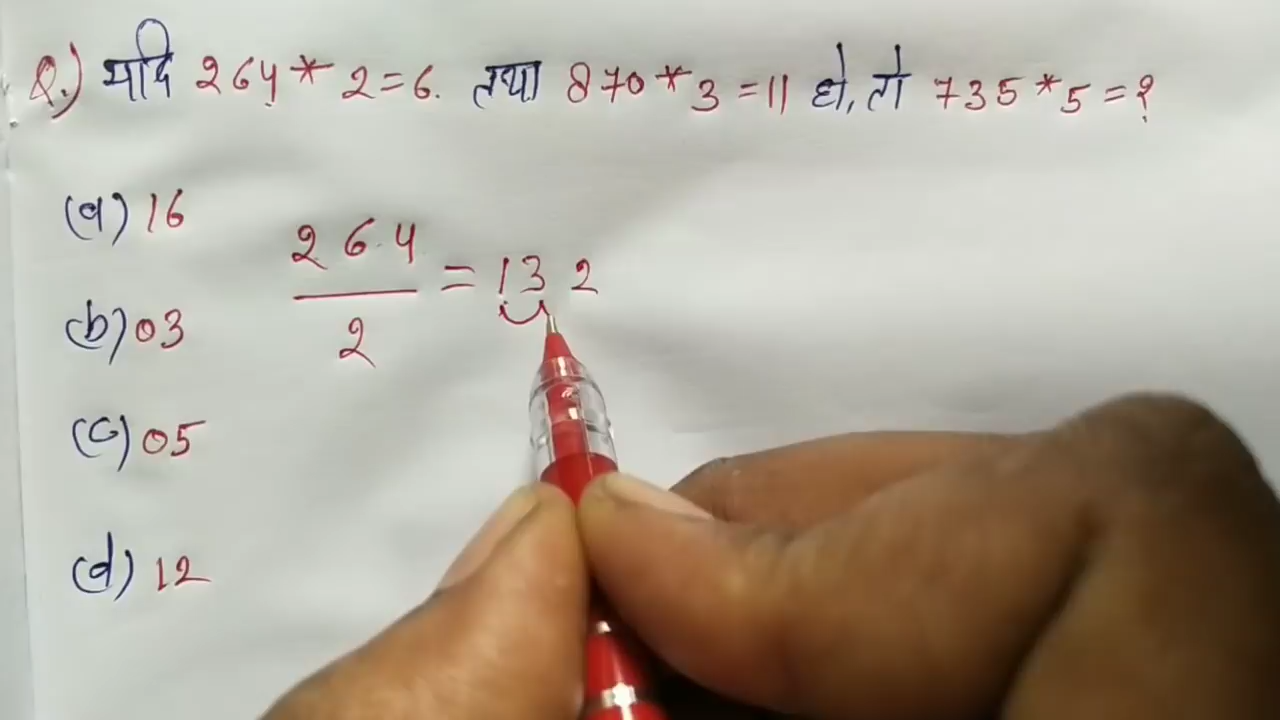 Q.) यदि 264 * 2 = 6. तथा 870 * 3 = 11 हो, तो 735 * 5 = ?
(a) 16
(b) 03
(c) 05
(d) 12
264
2
= 132